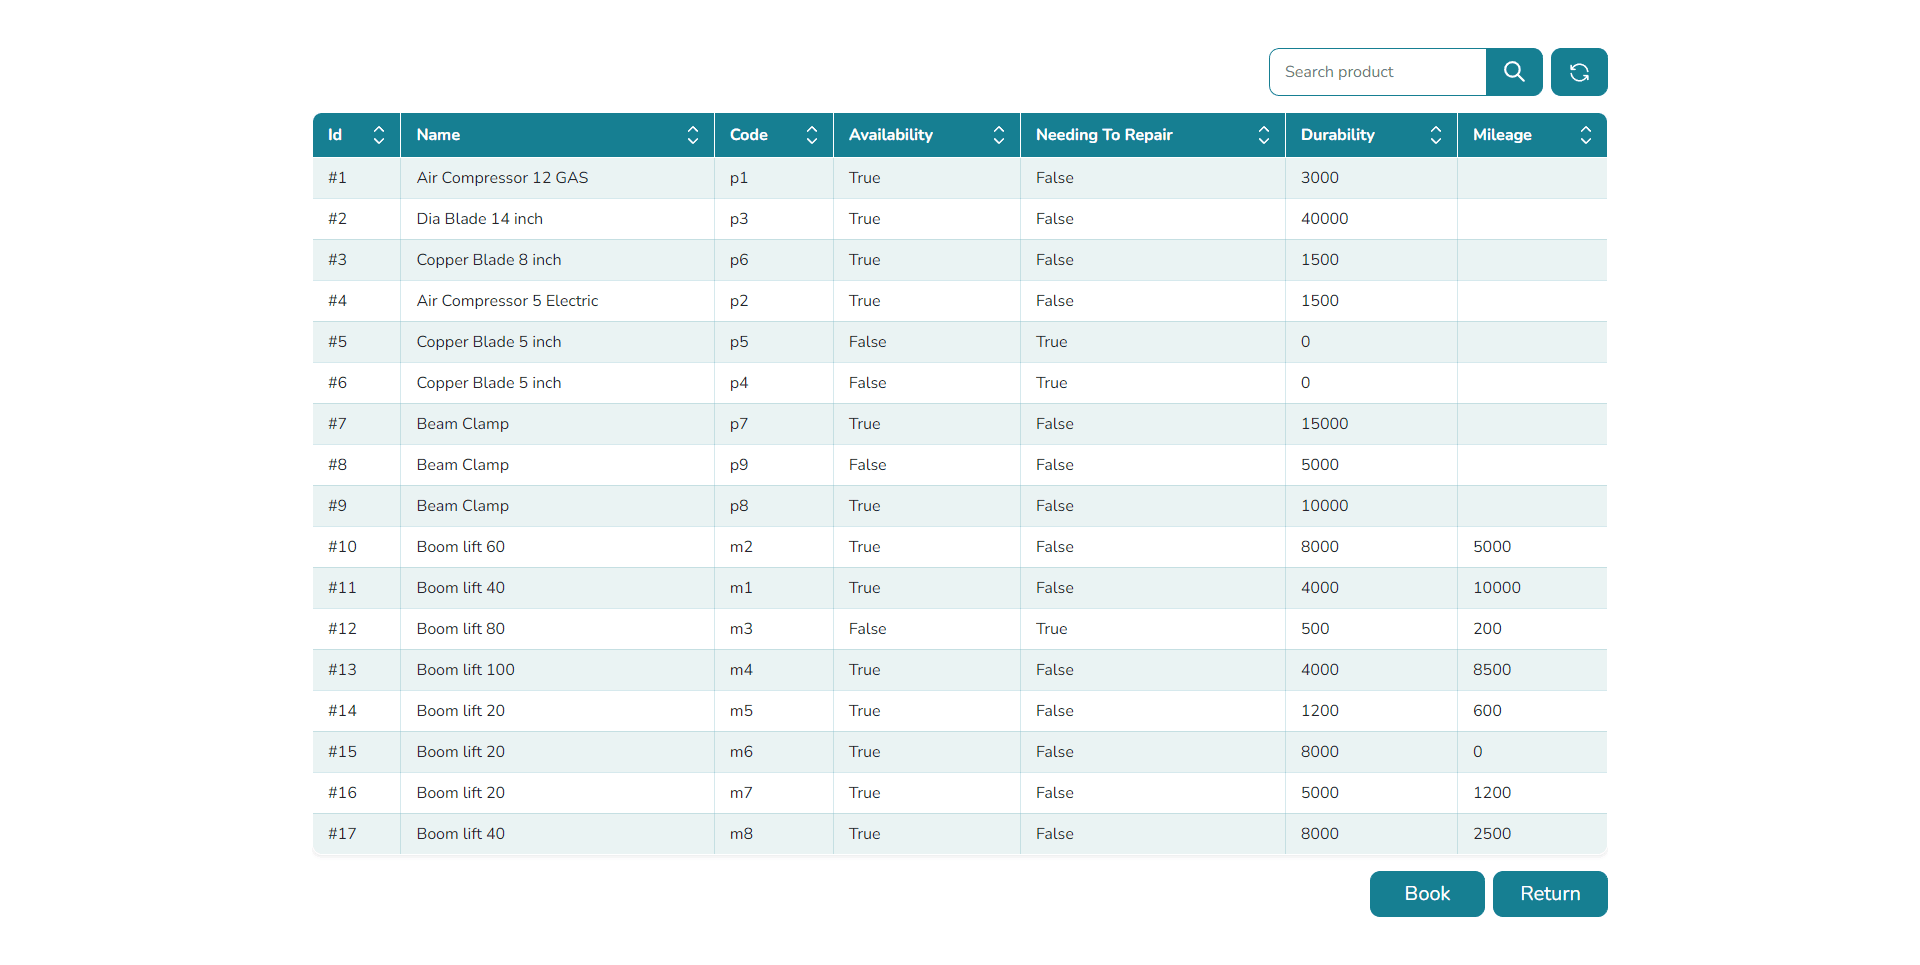 Search product
Id Name Code Availability Needing To Repair Durability Mileage
#1 Air Compressor 12 GAS p1 True False 3000
#2 Dia Blade 14 inch p3 True False 40000
#3 Copper Blade 8 inch p6 True False 1500
#4 Air Compressor 5 Electric p2 True False 1500
#5 Copper Blade 5 inch p5 False True 0
#6 Copper Blade 5 inch p4 False True 0
#7 Beam Clamp p7 True False 15000
#8 Beam Clamp p9 False False 5000
#9 Beam Clamp p8 True False 10000
#10 Boom lift 60 m2 True False 8000 5000
#11 Boom lift 40 m1 True False 4000 10000
#12 Boom lift 80 m3 False True 500 200
#13 Boom lift 100 m4 True False 4000 8500
#14 Boom lift 20 m5 True False 1200 600
#15 Boom lift 20 m6 True False 8000 0
#16 Boom lift 20 m7 True False 5000 1200
#17 Boom lift 40 m8 True False 8000 2500
Book Return